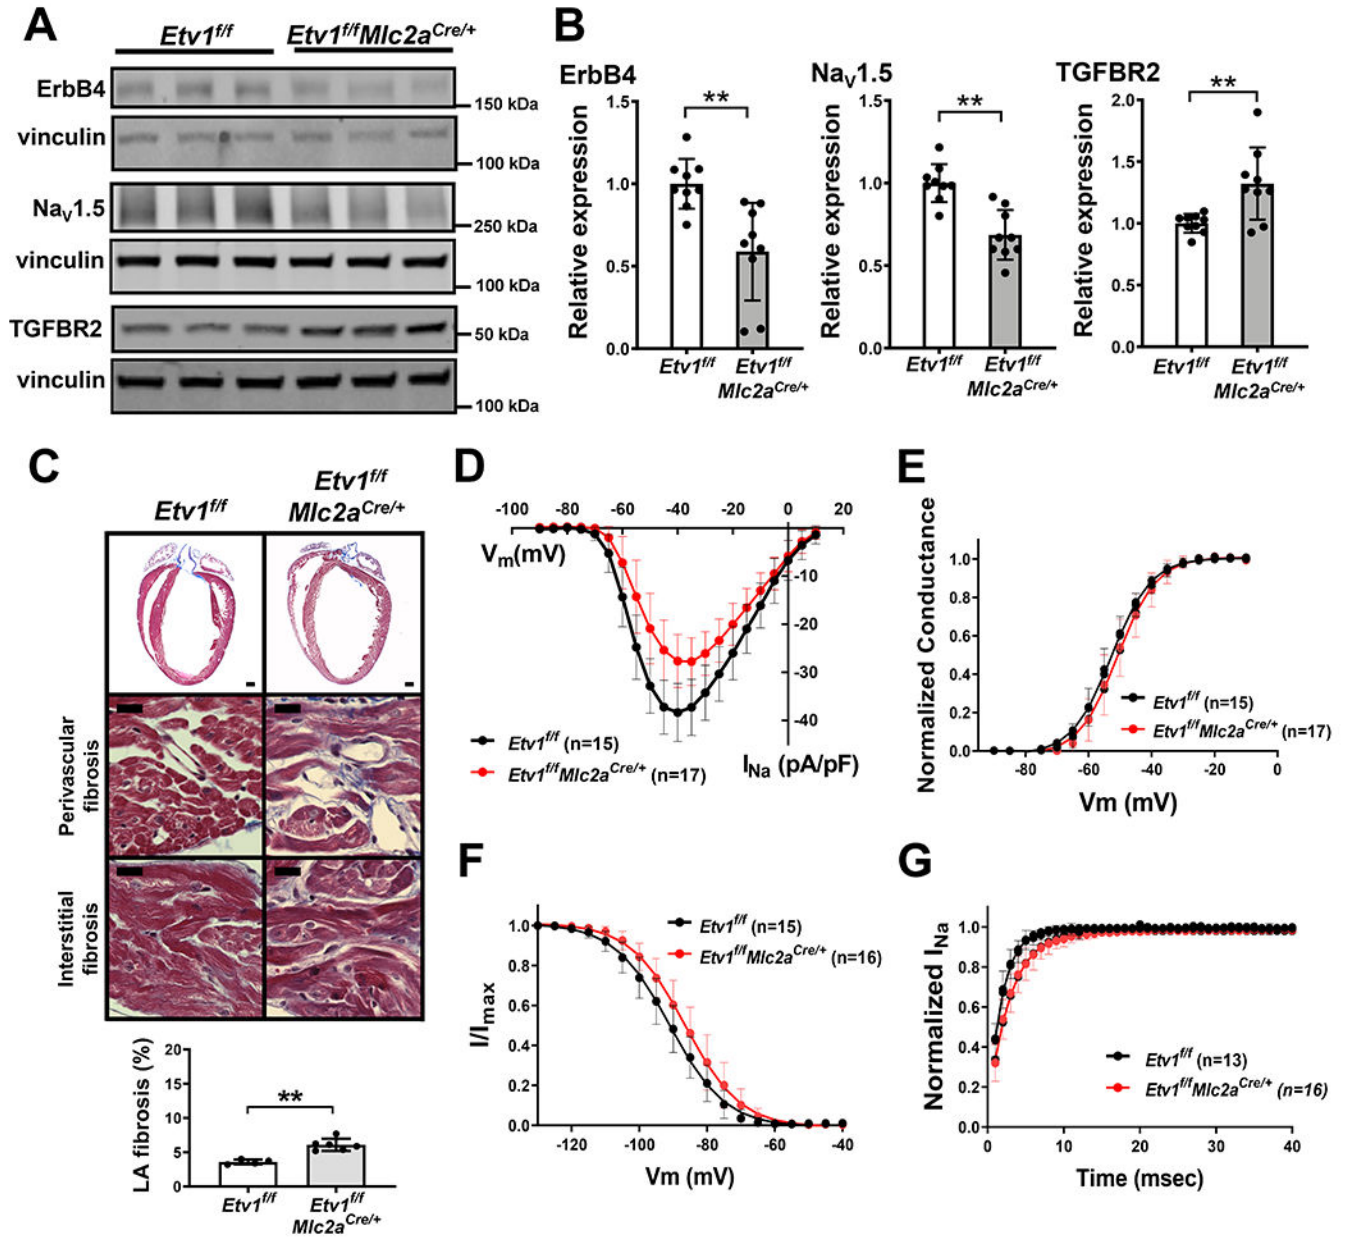 A
Etv1f/f
Etv1f/fMlc2aCre/+
ErbB4
150 kDa
vinculin
100 kDa
NaV1.5
250 kDa
vinculin
100 kDa
TGFBR2
50 kDa
vinculin
100 kDa
B
ErbB4
Relative expression
1.5
1.0
0.5
0.0
**
Etv1f/f
Etv1f/f
Mlc2aCre/+
NaV1.5
Relative expression
1.5
1.0
0.5
0.0
**
Etv1f/f
Etv1f/f
Mlc2aCre/+
TGFBR2
Relative expression
2.0
1.5
1.0
0.5
0.0
**
Etv1f/f
Etv1f/f
Mlc2aCre/+
C
Etv1f/f
Etv1f/f
Mlc2aCre/+
Perivascular
fibrosis
Interstitial
fibrosis
LA fibrosis (%)
20
15
10
5
0
**
Etv1f/f
Etv1f/f
Mlc2aCre/+
D
-100 -80 -60 -40 -20 0 20
Vm(mV)
-10
-20
-30
-40
Etv1f/f (n=15)
Etv1f/fMlc2aCre/+ (n=17)
INa (pA/pF)
E
Normalized Conductance
1.0
0.8
0.6
0.4
0.2
0.0
Etv1f/f (n=15)
Etv1f/fMlc2aCre/+ (n=17)
-80 -60 -40 -20 0
Vm (mV)
F
I/Imax
1.0
0.8
0.6
0.4
0.2
0.0
Etv1f/f (n=15)
Etv1f/fMlc2aCre/+ (n=16)
-120 -100 -80 -60 -40
Vm (mV)
G
Normalized INa
1.0
0.8
0.6
0.4
0.2
0.0
Etv1f/f (n=13)
Etv1f/fMlc2aCre/+ (n=16)
0 10 20 30 40
Time (msec)